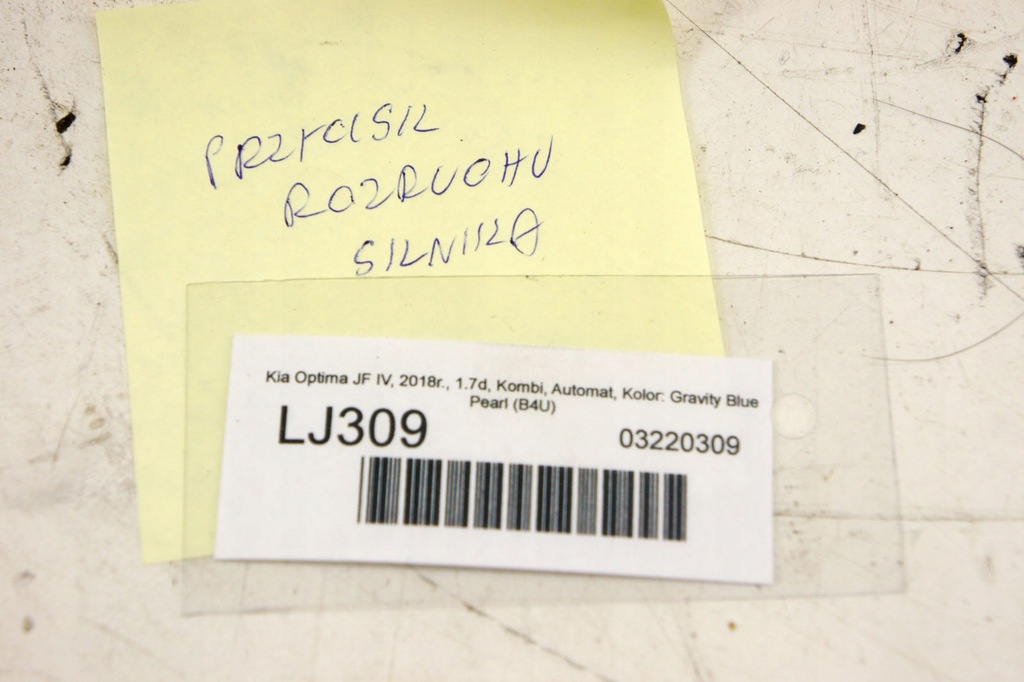 PRZYCISK
ROZRUCHU
SILNIKA
Kia Optima JF IV, 2018r., 1.7d, Kombi, Automat, Kolor: Gravity Blue
Pearl (B4U)
LJ309
03220309